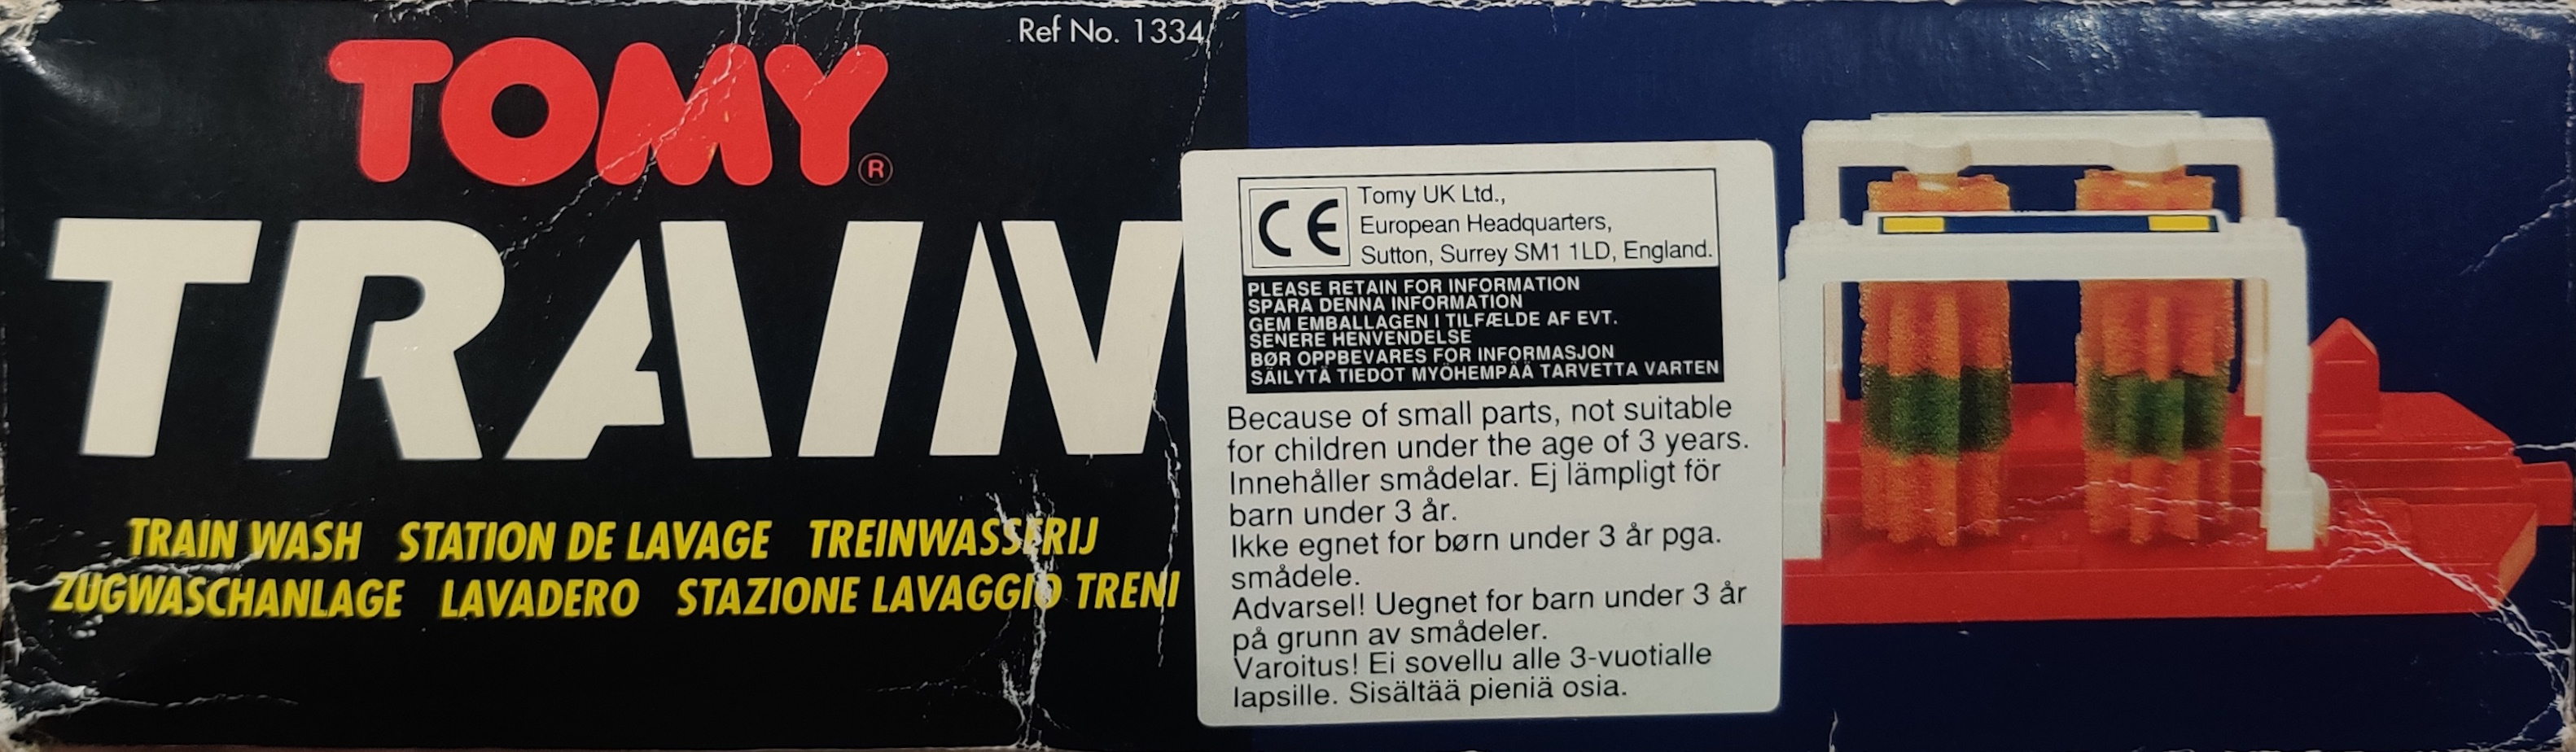 Ref No. 1334
TOMY®
TRAIN
TRAIN WASH STATION DE LAVAGE TREINWASSERIJ
ZUGWASCHANLAGE LAVADERO STAZIONE LAVAGGIO TRENI
CE
Tomy UK Ltd.,
European Headquarters,
Sutton, Surrey SM1 1LD, England.
PLEASE RETAIN FOR INFORMATION
SPARA DENNA INFORMATION
GEM EMBALLAGEN I TILFÆLDE AF EVT.
SENERE HENVENDELSE
BØR OPPBEVARES FOR INFORMASJON
SÄILYTÄ TIEDOT MYÖHEMPÄÄ TARVETTA VARTEN
Because of small parts, not suitable
for children under the age of 3 years.
Innehåller smådelar. Ej lämpligt för
barn under 3 år.
Ikke egnet for børn under 3 år pga.
smådele.
Advarsel! Uegnet for barn under 3 år
på grunn av smådeler.
Varoitus! Ei sovellu alle 3-vuotialle
lapsille. Sisältää pieniä osia.